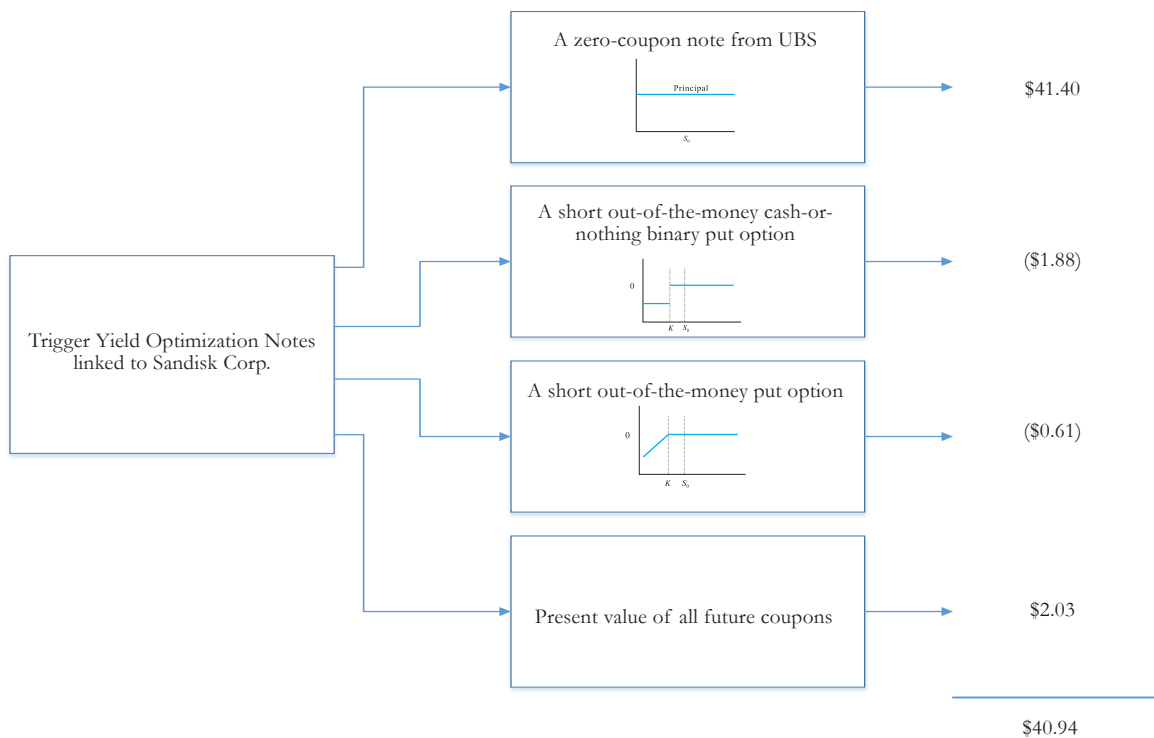 A zero-coupon note from UBS
Principal
S0
$41.40
A short out-of-the-money cash-or-
nothing binary put option
0
K S0
($1.88)
Trigger Yield Optimization Notes
linked to Sandisk Corp.
A short out-of-the-money put option
0
K S0
($0.61)
Present value of all future coupons
$2.03
$40.94